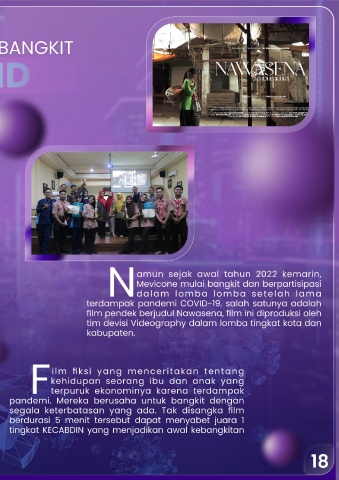 BANGKIT
ID
NAWASENA
Namun sejak awal tahun 2022 kemarin,
Mevicone mulai bangkit dan berpartisipasi
dalam lomba lomba setelah lama
terdampak pandemi COVID-19. salah satunya adalah
film pendek berjudul Nawasena, film ini diproduksi oleh
tim devisi Videography dalam lomba tingkat kota dan
kabupaten.
Film fiksi yang menceritakan tentang
kehidupan seorang ibu dan anak yang
terpuruk ekonominya karena terdampak
pandemi. Mereka berusaha untuk bangkit dengan
segala keterbatasan yang ada. Tak disangka film
berdurasi 5 menit tersebut dapat menyabet juara 1
tingkat KECABDIN yang menjadikan awal kebangkitan
18